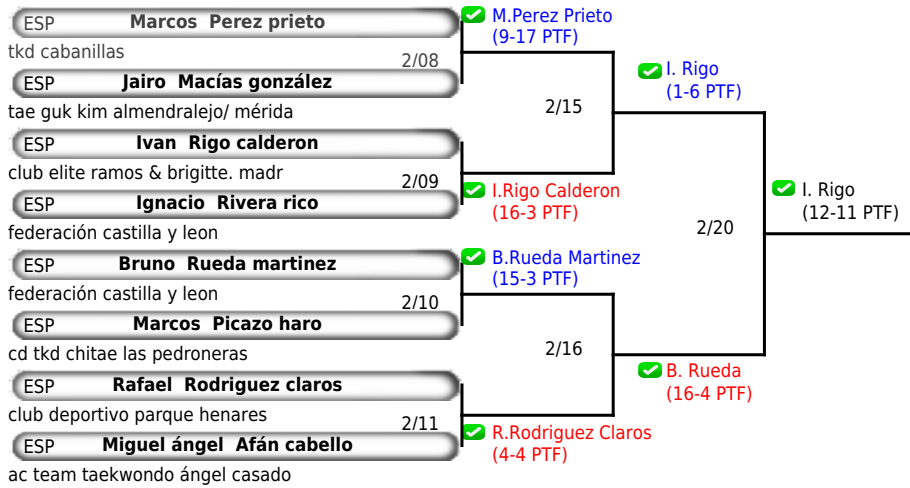 ESP Marcos Perez prieto
tkd cabanillas
2/08
ESP Jairo Macías gonzález
tae guk kim almendralejo/ mérida
ESP Ivan Rigo calderon
club elite ramos & brigitte. madr
2/09
ESP Ignacio Rivera rico
federación castilla y leon
ESP Bruno Rueda martinez
federación castilla y leon
2/10
ESP Marcos Picazo haro
cd tkd chitae las pedroneras
ESP Rafael Rodriguez claros
club deportivo parque henares
2/11
ESP Miguel ángel Afán cabello
ac team taekwondo ángel casado
M.Perez Prieto
(9-17 PTF)
2/15
I.Rigo Calderon
(16-3 PTF)
B.Rueda Martinez
(15-3 PTF)
2/16
R.Rodriguez Claros
(4-4 PTF)
I. Rigo
(1-6 PTF)
2/20
B. Rueda
(16-4 PTF)
I. Rigo
(12-11 PTF)